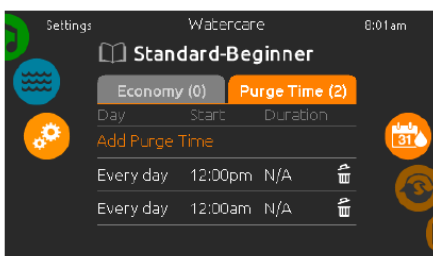 Settings Watercare 8:01am
Standard-Beginner
Economy (0) Purge Time (2)
Day Start Duration
Add Purge Time
31
Every day 12:00pm N/A
Every day 12:00am N/A